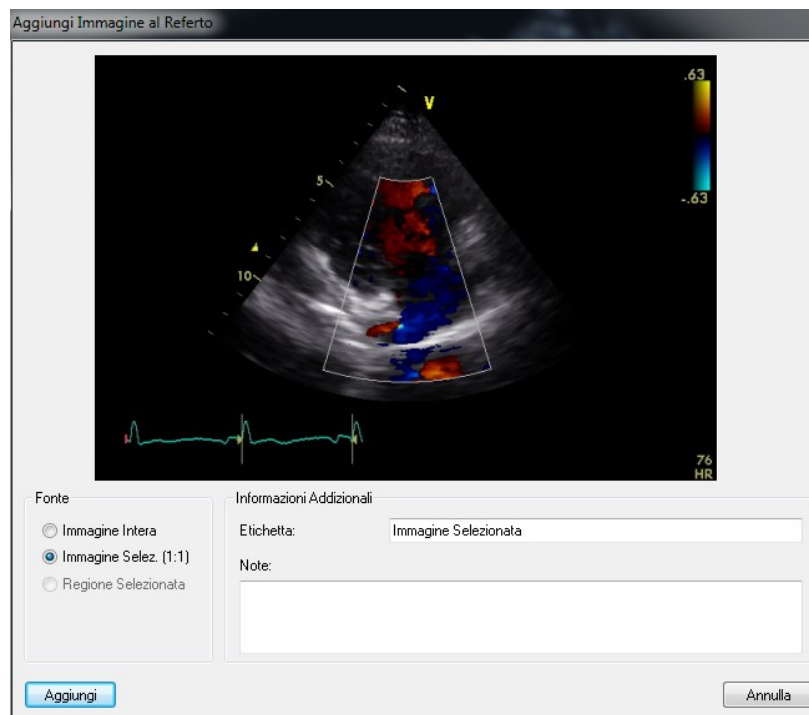 Aggiungi Immagine al Referto
V
.63
5
-.63
10
76
HR
Fonte
Immagine Intera
Immagine Selez. (1:1)
Regione Selezionata
Informazioni Addizionali
Etichetta:
Immagine Selezionata
Note:
Aggiungi
Annulla